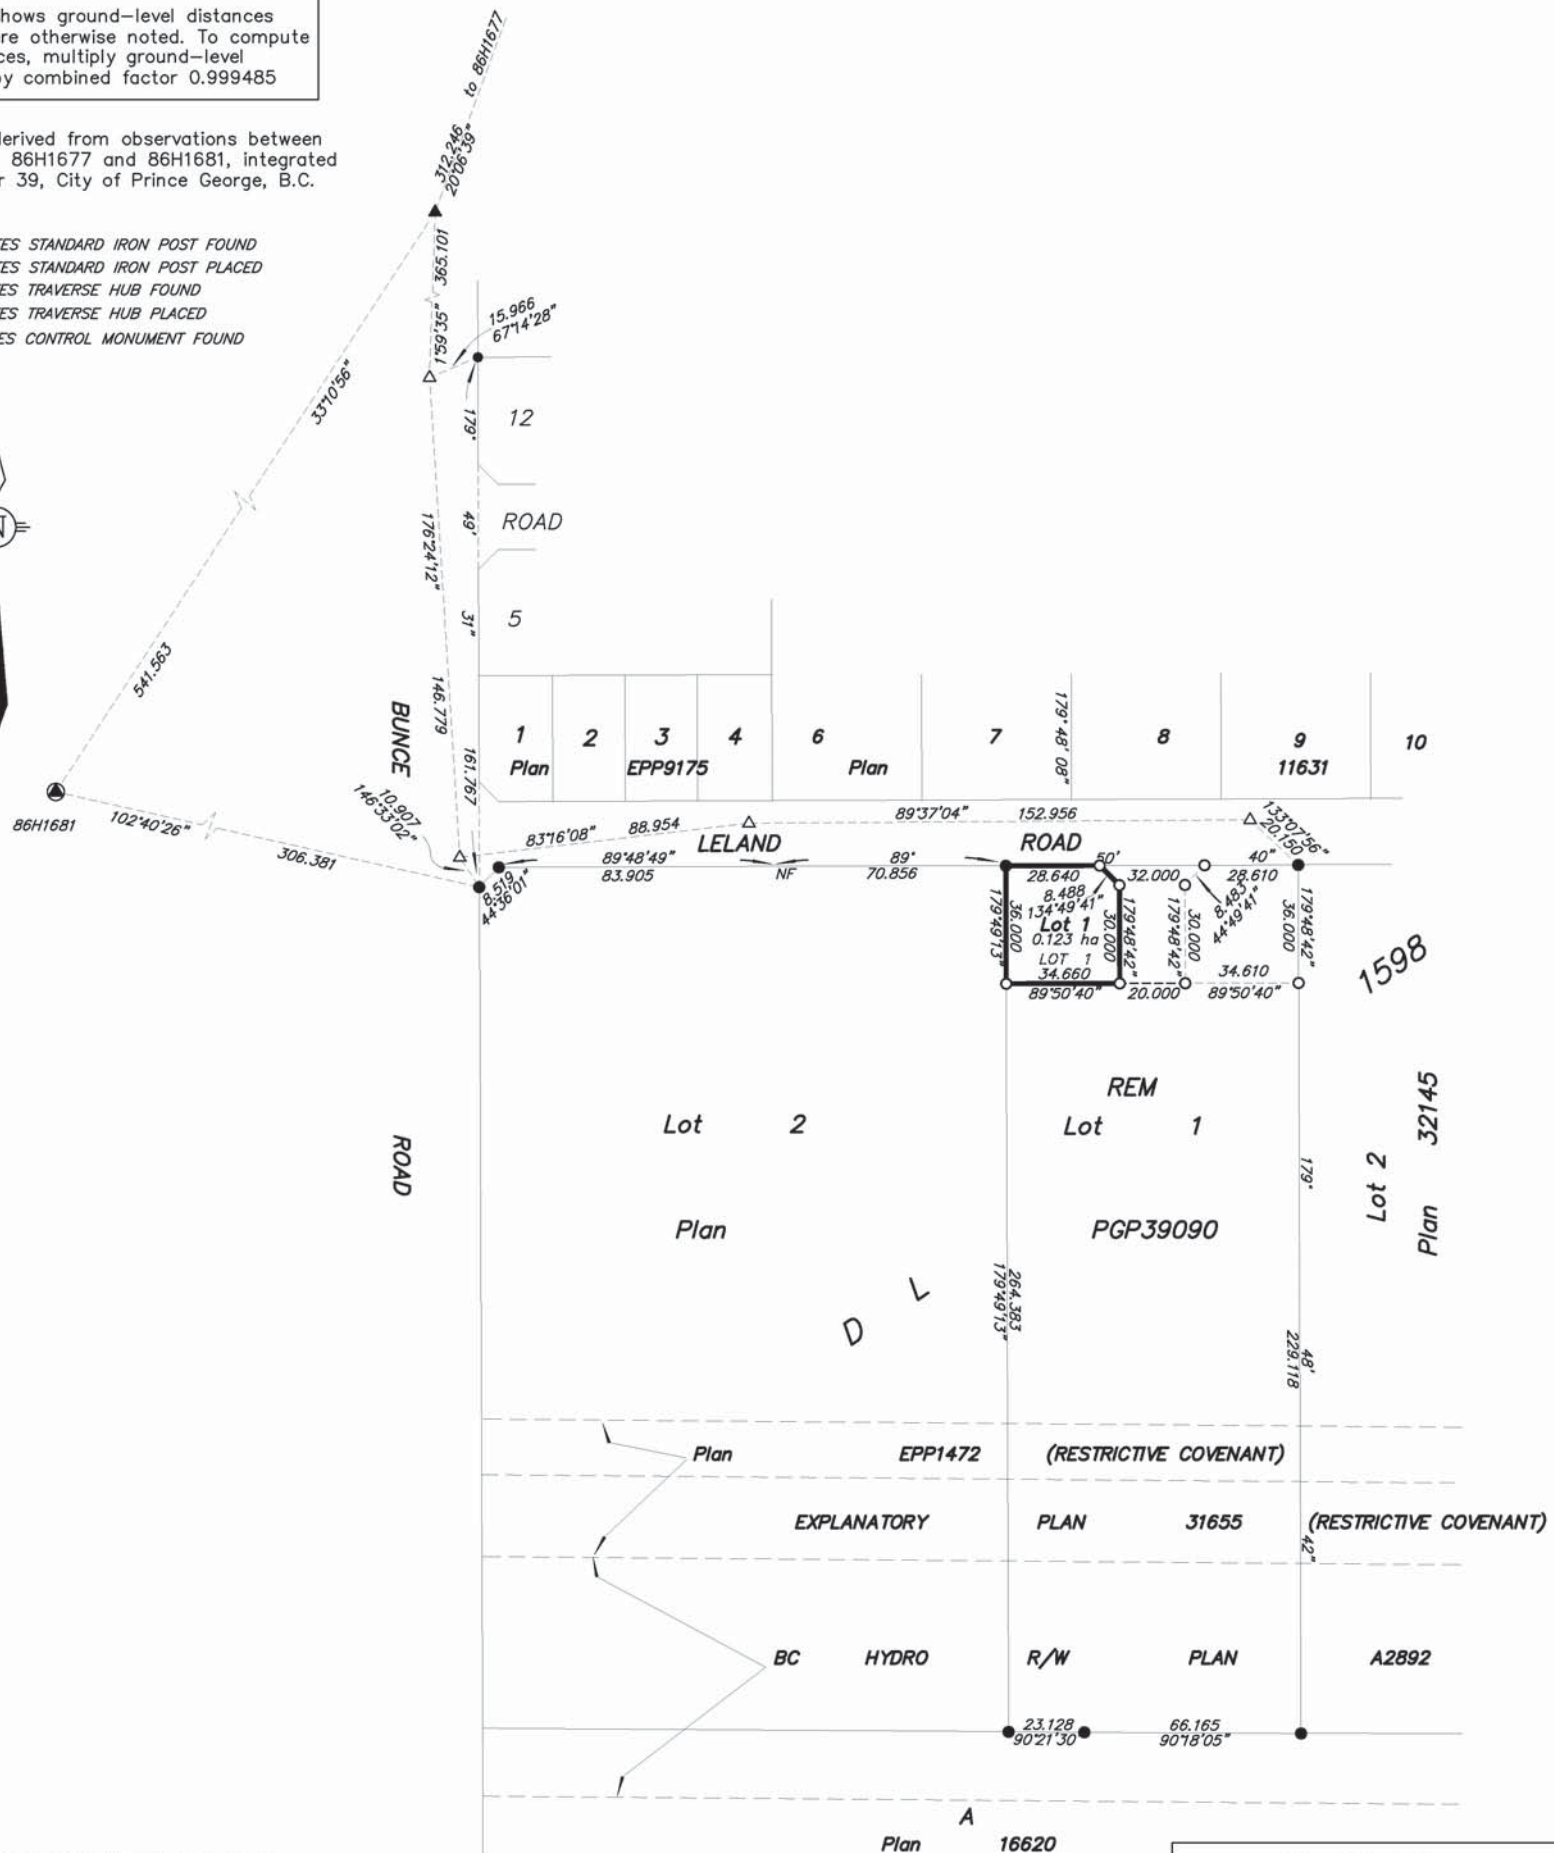 hows ground-level distances
re otherwise noted. To compute
ces, multiply ground-level
by combined factor 0.999485
derived from observations between
86H1677 and 86H1681, integrated
r 39, City of Prince George, B.C.
ES STANDARD IRON POST FOUND
ES STANDARD IRON POST PLACED
ES TRAVERSE HUB FOUND
ES TRAVERSE HUB PLACED
ES CONTROL MONUMENT FOUND
to 86H1677
312.246
20°06'39"
365.101
1°59'35"
15.966
67°14'28"
33°10'56"
541.563
179°
12
49'
ROAD
31"
5
176°24'12"
146.779
161.767
BUNCE
1 2 3 4 6 7 8 9 10
Plan EPP9175 Plan 11631
179° 48' 08"
86H1681
102°40'26"
306.381
10.907
146°33'02"
83°16'08" 88.954
89°37'04" 152.956
133°07'56"
20.150
LELAND ROAD
89°48'49"
83.905
NF
89° 50' 40"
70.856
8.519
44°36'01"
28.640
32.000
28.610
8.488
134°49'41"
8.483
44°49'41"
179°49'13"
36.000
Lot 1
0.123 ha
LOT 1
34.660
89°50'40"
30.000
179°48'42"
20.000
179°48'42"
30.000
34.610
89°50'40"
36.000
179°48'42"
1598
REM
Lot 2
Lot 1
Plan
PGP39090
Lot 2
Plan 32145
ROAD
D L
264.383
179°49'13"
179°
48'
229.118
42"
Plan EPP1472 (RESTRICTIVE COVENANT)
EXPLANATORY PLAN 31655 (RESTRICTIVE COVENANT)
BC HYDRO R/W PLAN A2892
23.128
90°21'30
66.165
90°18'05"
A
Plan 16620